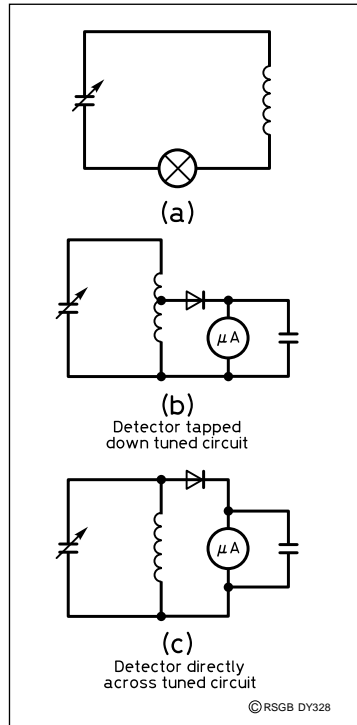 (a)
μA
(b)
Detector tapped
down tuned circuit
μA
(c)
Detector directly
across tuned circuit
© RSGB DY328